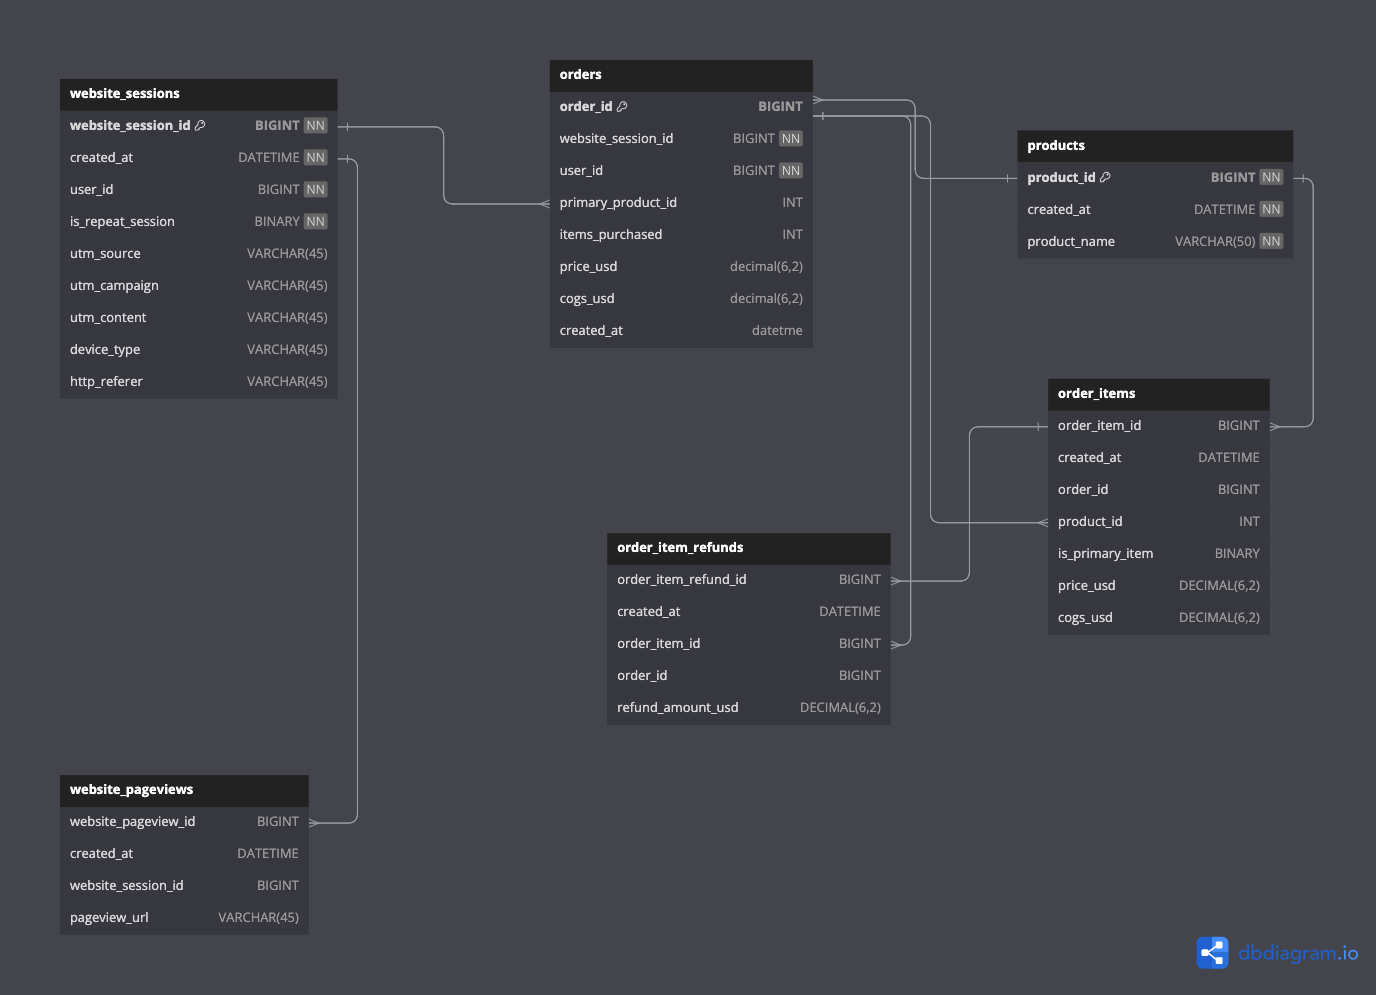 website_sessions
website_session_id BIGINT NN
created_at DATETIME NN
user_id BIGINT NN
is_repeat_session BINARY NN
utm_source VARCHAR(45)
utm_campaign VARCHAR(45)
utm_content VARCHAR(45)
device_type VARCHAR(45)
http_referer VARCHAR(45)
orders
order_id BIGINT
website_session_id BIGINT NN
user_id BIGINT NN
primary_product_id INT
items_purchased INT
price_usd decimal(6,2)
cogs_usd decimal(6,2)
created_at datetme
products
product_id BIGINT NN
created_at DATETIME NN
product_name VARCHAR(50) NN
order_items
order_item_id BIGINT
created_at DATETIME
order_id BIGINT
product_id INT
is_primary_item BINARY
price_usd DECIMAL(6,2)
cogs_usd DECIMAL(6,2)
order_item_refunds
order_item_refund_id BIGINT
created_at DATETIME
order_item_id BIGINT
order_id BIGINT
refund_amount_usd DECIMAL(6,2)
website_pageviews
website_pageview_id BIGINT
created_at DATETIME
website_session_id BIGINT
pageview_url VARCHAR(45)
dbdiagram.io